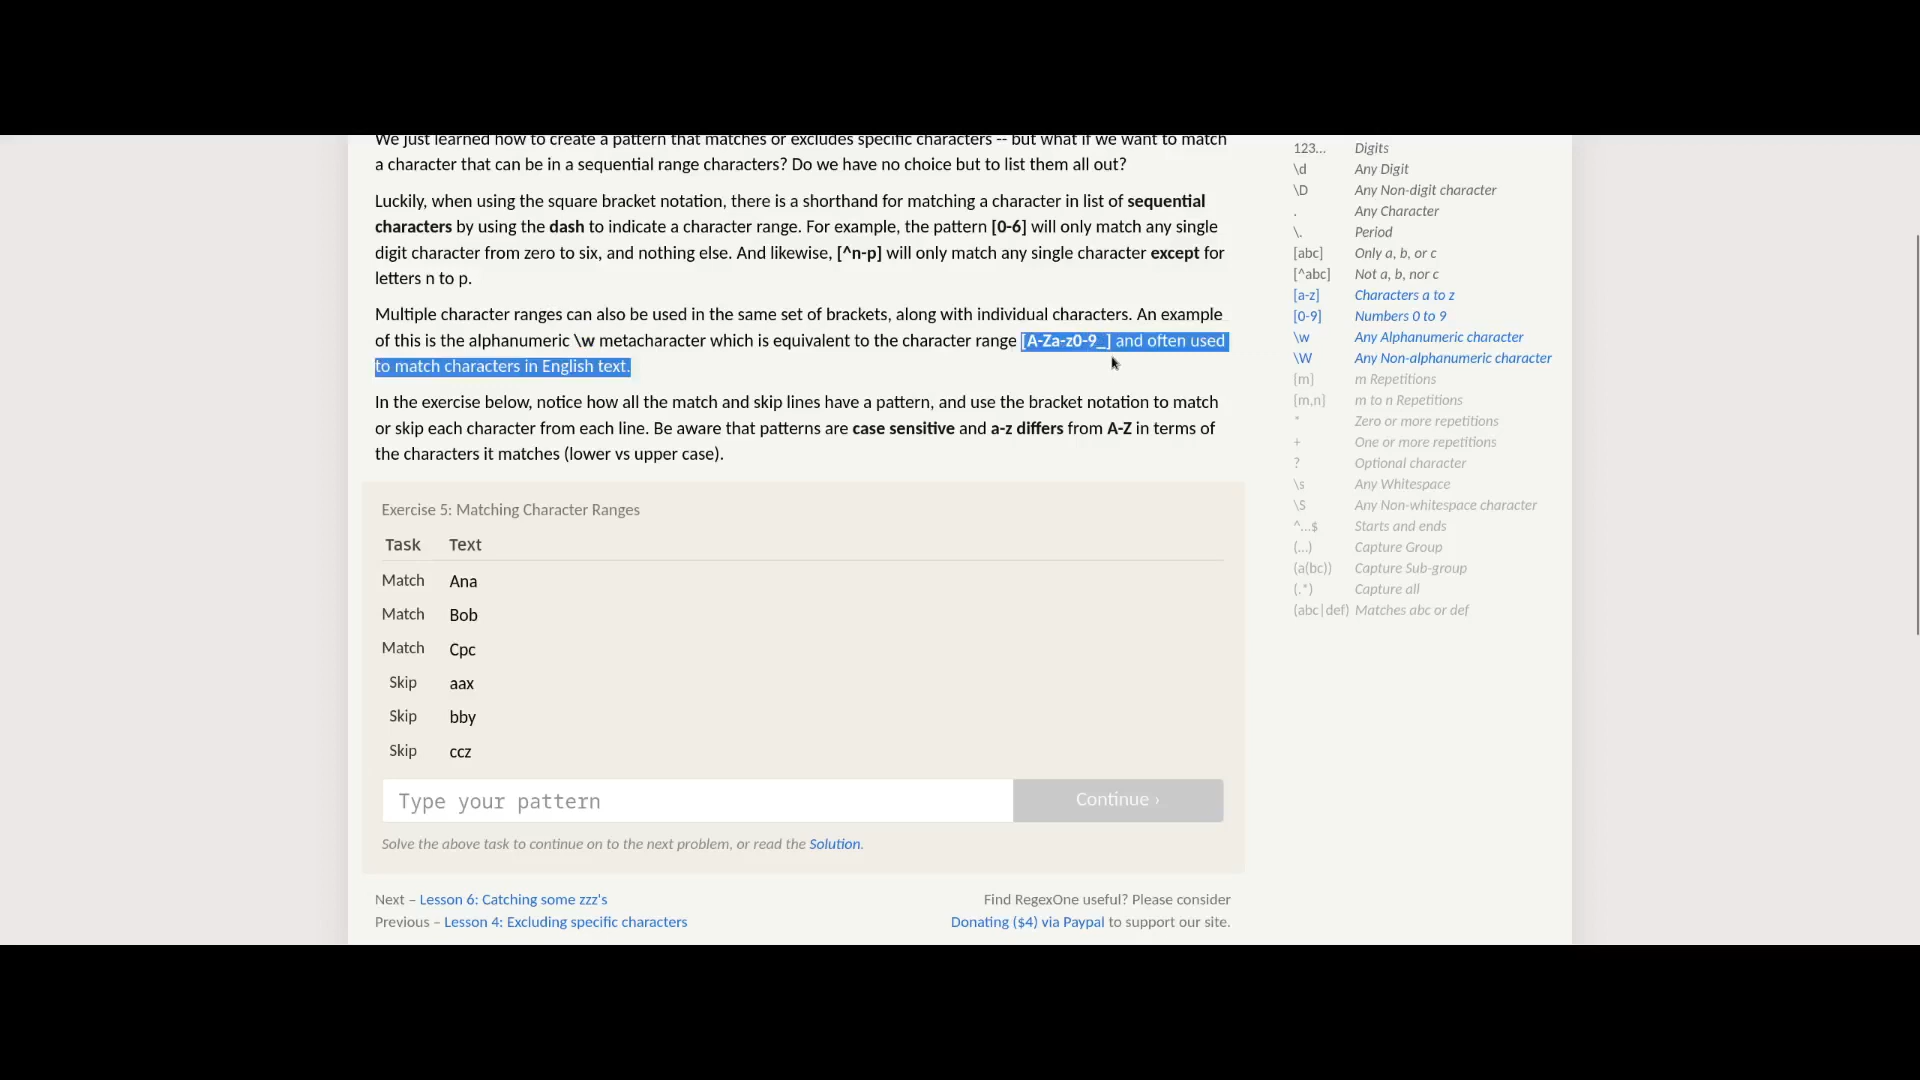 We just learned how to create a pattern that matches or excludes specific characters -- but what if we want to match
a character that can be in a sequential range characters? Do we have no choice but to list them all out?
Luckily, when using the square bracket notation, there is a shorthand for matching a character in list of sequential
characters by using the dash to indicate a character range. For example, the pattern [0-6] will only match any single
digit character from zero to six, and nothing else. And likewise, [^n-p] will only match any single character except for
letters n to p.
Multiple character ranges can also be used in the same set of brackets, along with individual characters. An example
of this is the alphanumeric \w metacharacter which is equivalent to the character range [A-Za-z0-9_] and often used
to match characters in English text.
In the exercise below, notice how all the match and skip lines have a pattern, and use the bracket notation to match
or skip each character from each line. Be aware that patterns are case sensitive and a-z differs from A-Z in terms of
the characters it matches (lower vs upper case).
Exercise 5: Matching Character Ranges
Task Text
Match Ana
Match Bob
Match Cpc
Skip aax
Skip bby
Skip ccz
Type your pattern
Continue ›
Solve the above task to continue on to the next problem, or read the Solution.
Next – Lesson 6: Catching some zzz's
Previous – Lesson 4: Excluding specific characters
Find RegexOne useful? Please consider
Donating ($4) via Paypal to support our site.
123... Digits
\d Any Digit
\D Any Non-digit character
. Any Character
\. Period
[abc] Only a, b, or c
[^abc] Not a, b, nor c
[a-z] Characters a to z
[0-9] Numbers 0 to 9
\w Any Alphanumeric character
\W Any Non-alphanumeric character
{m} m Repetitions
{m,n} m to n Repetitions
* Zero or more repetitions
+ One or more repetitions
? Optional character
\s Any Whitespace
\S Any Non-whitespace character
^...$ Starts and ends
(...) Capture Group
(a(bc)) Capture Sub-group
(.*) Capture all
(abc|def) Matches abc or def